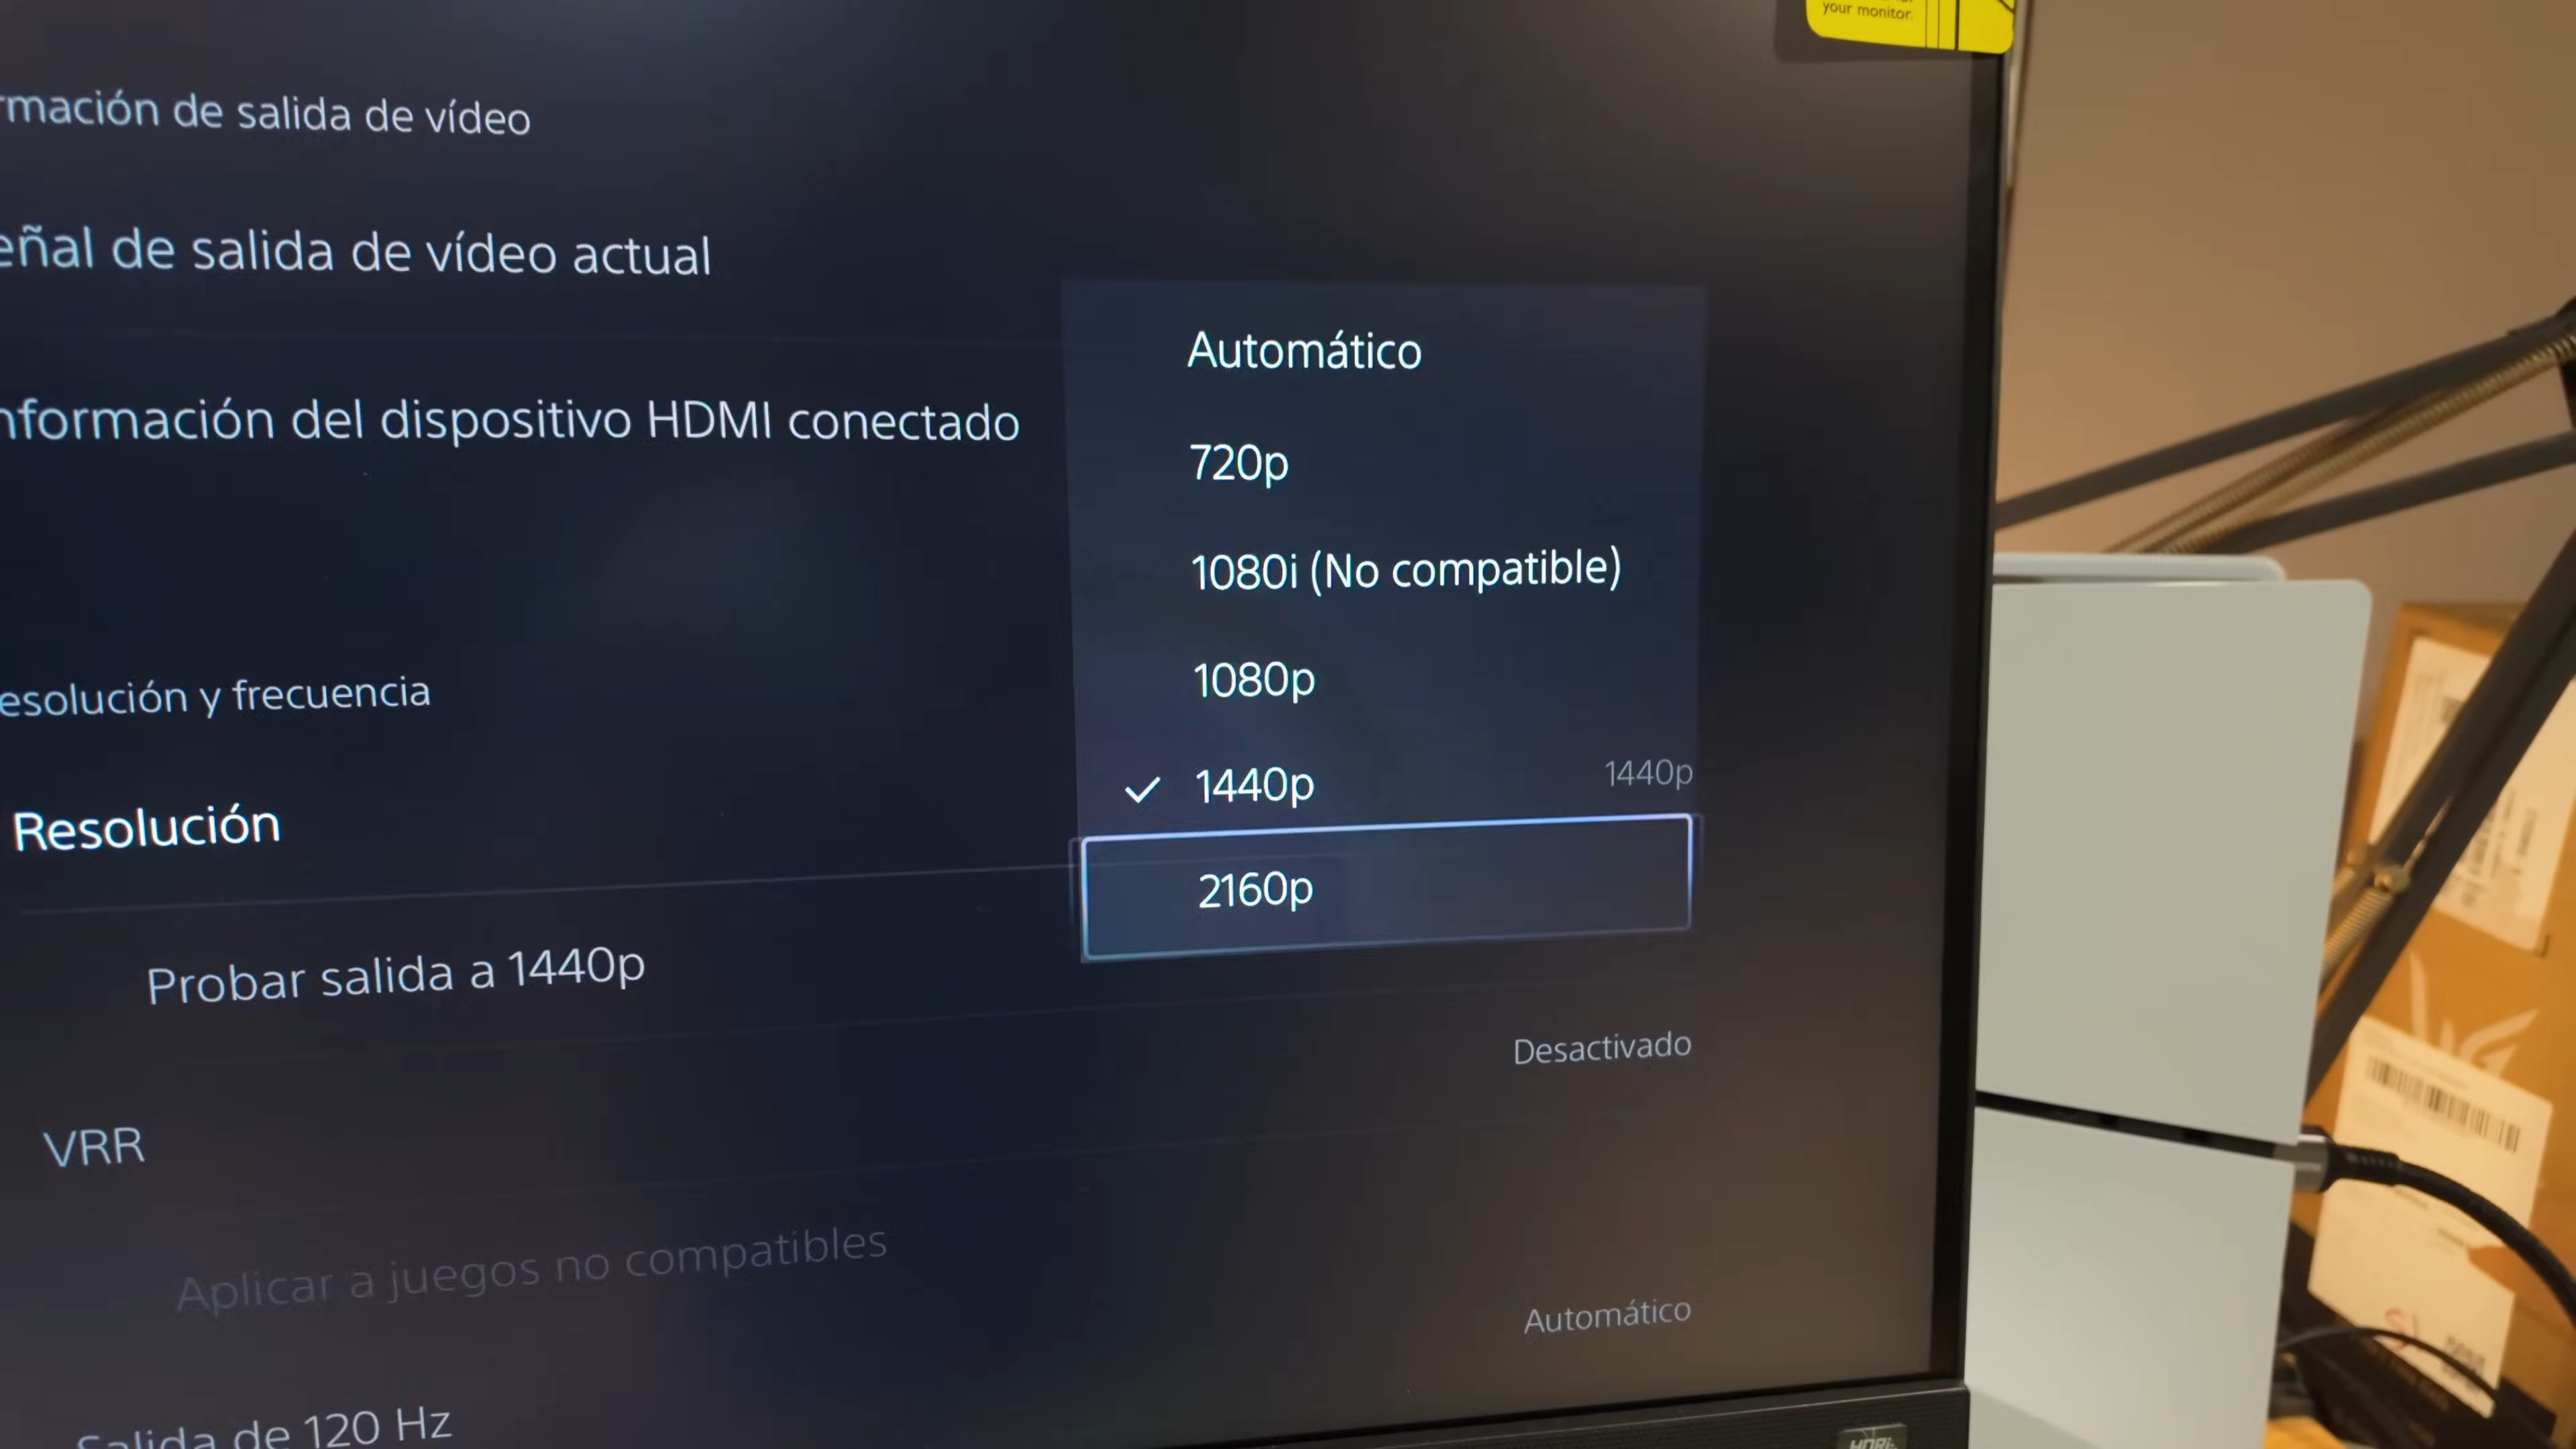 your monitor.
rmación de salida de vídeo
eñal de salida de vídeo actual
nformación del dispositivo HDMI conectado
Automático
720p
1080i (No compatible)
1080p
1440p
1440p
2160p
esolución y frecuencia
Resolución
Probar salida a 1440p
Desactivado
VRR
Aplicar a juegos no compatibles
Automático
Salida de 120 Hz
HDRi